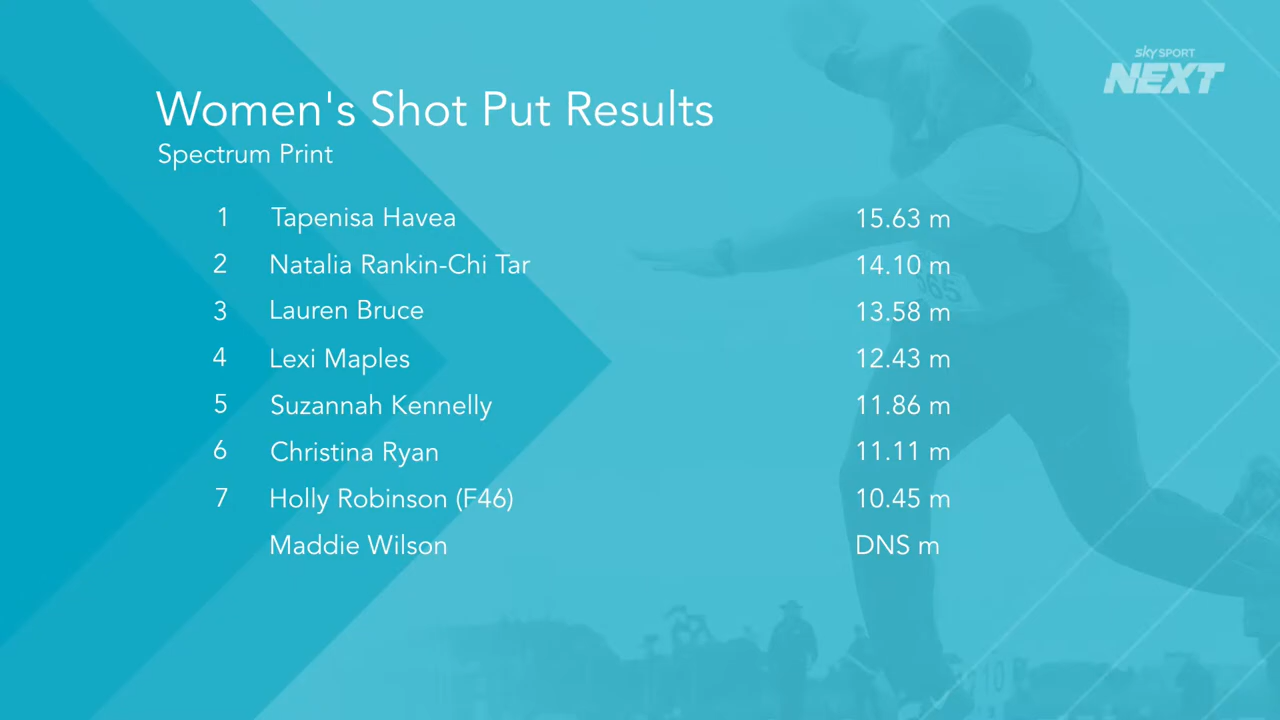 sky SPORT
NEXT
Women's Shot Put Results
Spectrum Print
1 Tapenisa Havea 15.63 m
2 Natalia Rankin-Chi Tar 14.10 m
3 Lauren Bruce 13.58 m
4 Lexi Maples 12.43 m
5 Suzannah Kennelly 11.86 m
6 Christina Ryan 11.11 m
7 Holly Robinson (F46) 10.45 m
Maddie Wilson DNS m